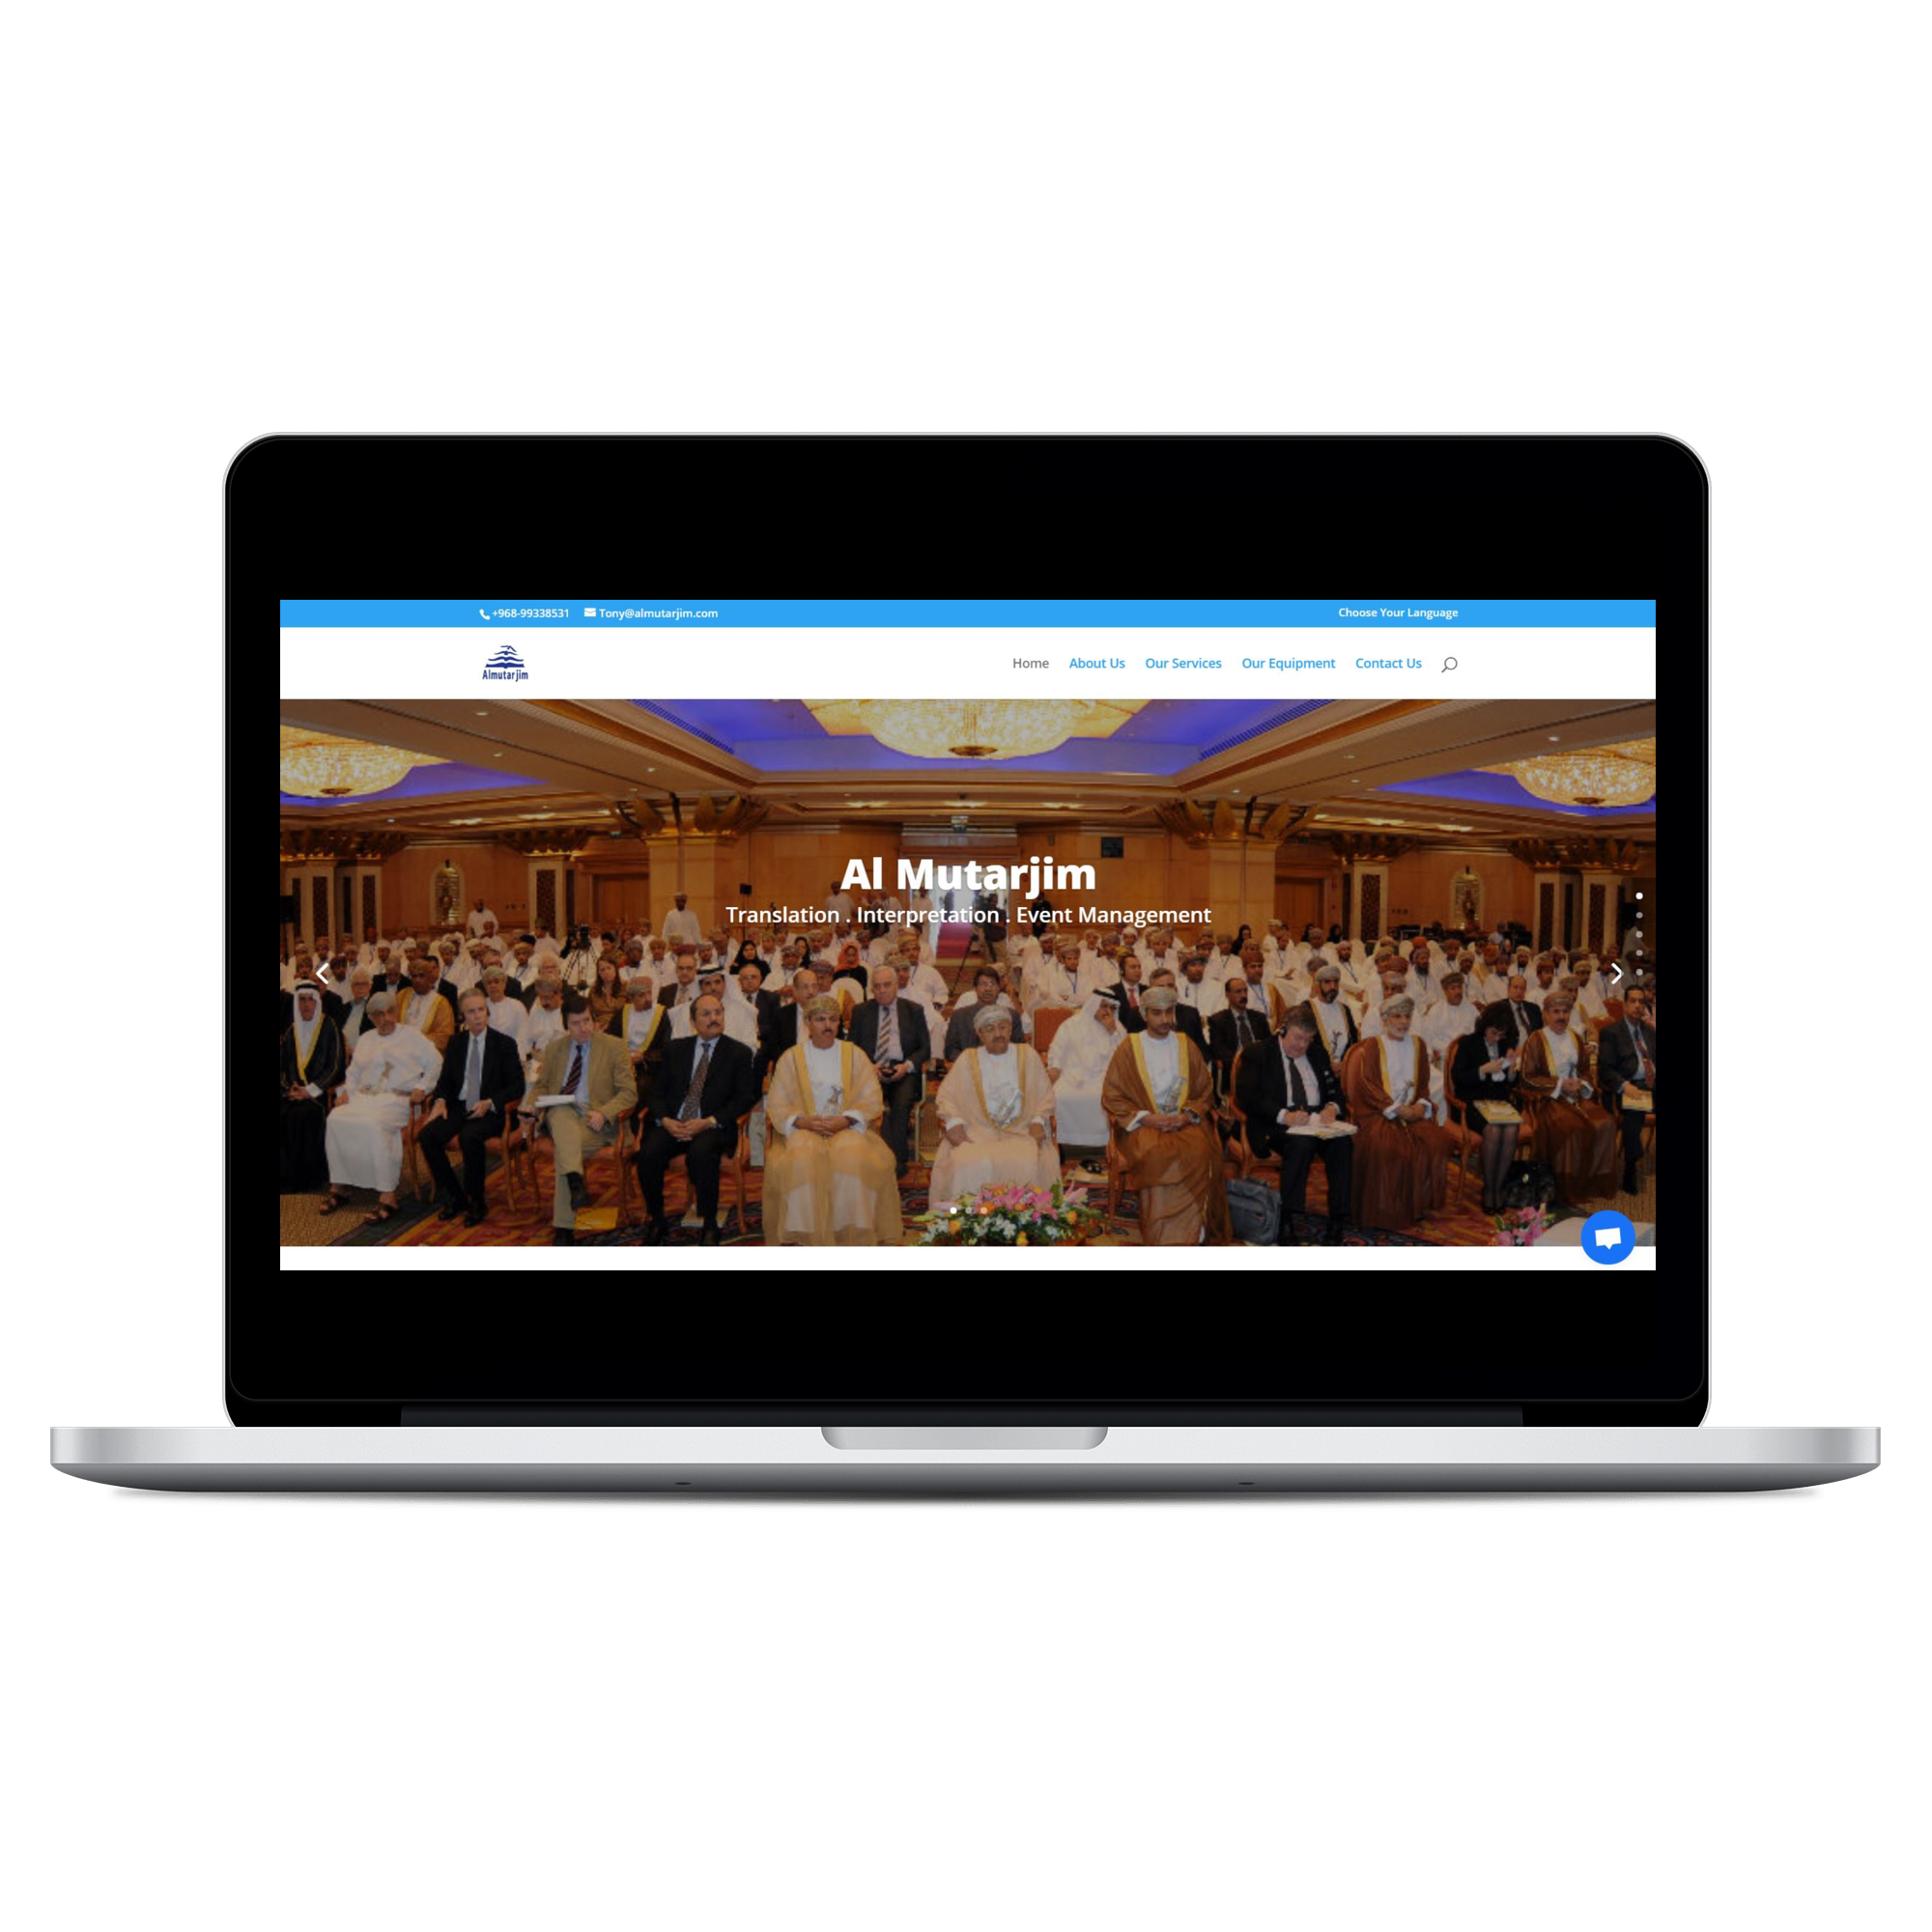 +968-99338531 Tony@almutarjim.com Choose Your Language
Almutarjim
Home About Us Our Services Our Equipment Contact Us
Al Mutarjim
Translation . Interpretation . Event Management